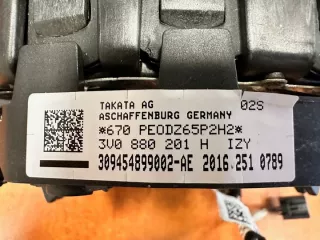 TAKATA AG 02S
ASCHAFFENBURG GERMANY
*670 PEODZ65P2H2*
3V0 880 201 H IZY
309454899002-AE 2016.251 0789